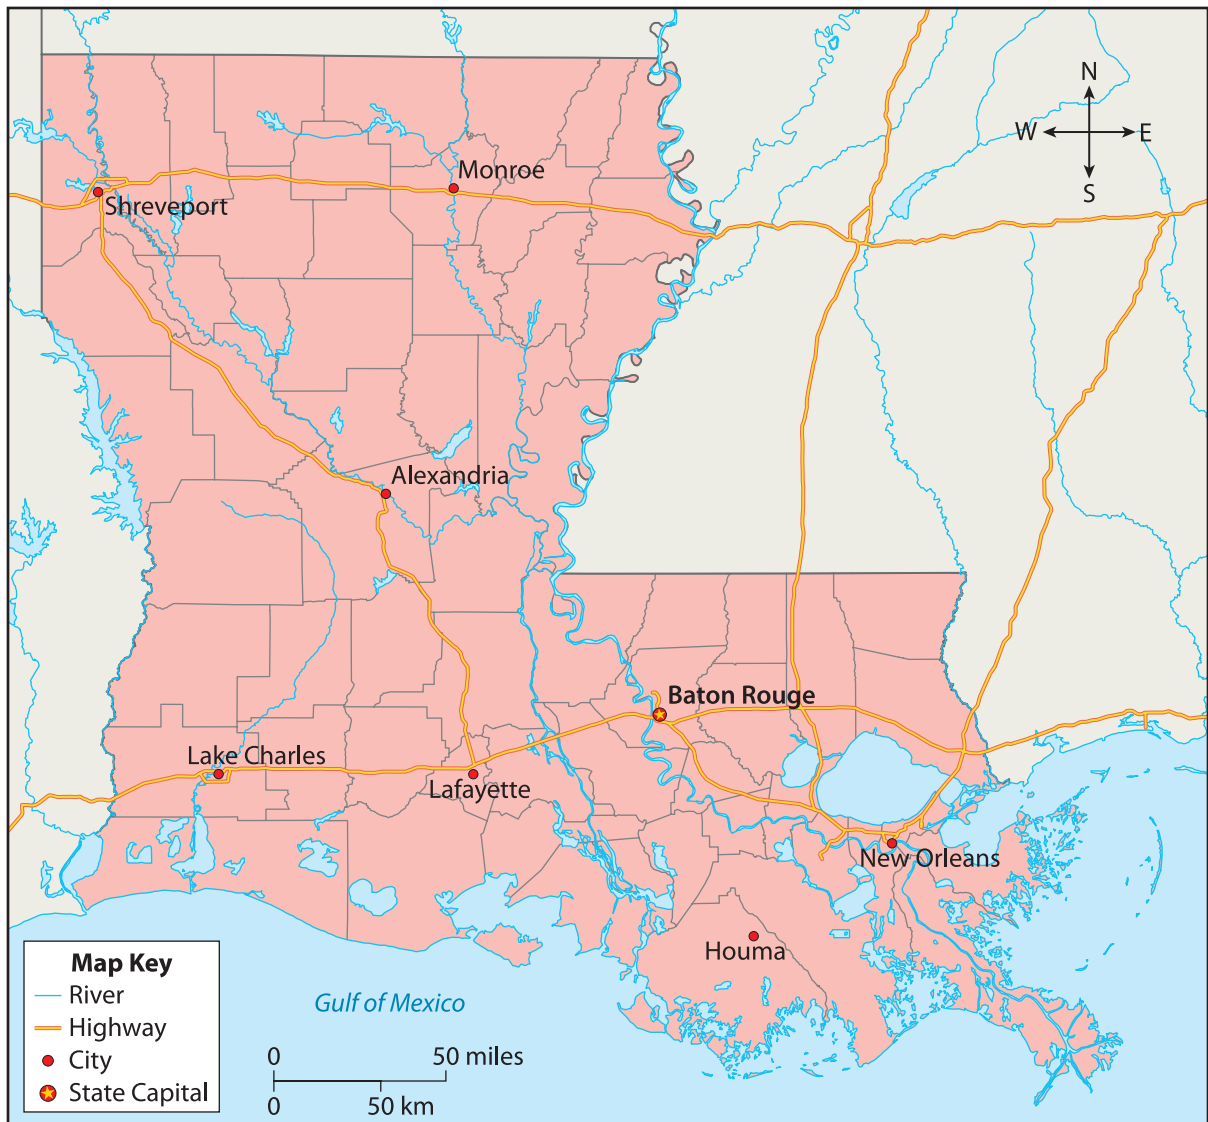 N
W E
S
Monroe
Shreveport
Alexandria
Baton Rouge
Lake Charles
Lafayette
New Orleans
Houma
Gulf of Mexico
Map Key
River
Highway
City
State Capital
0 50 miles
0 50 km